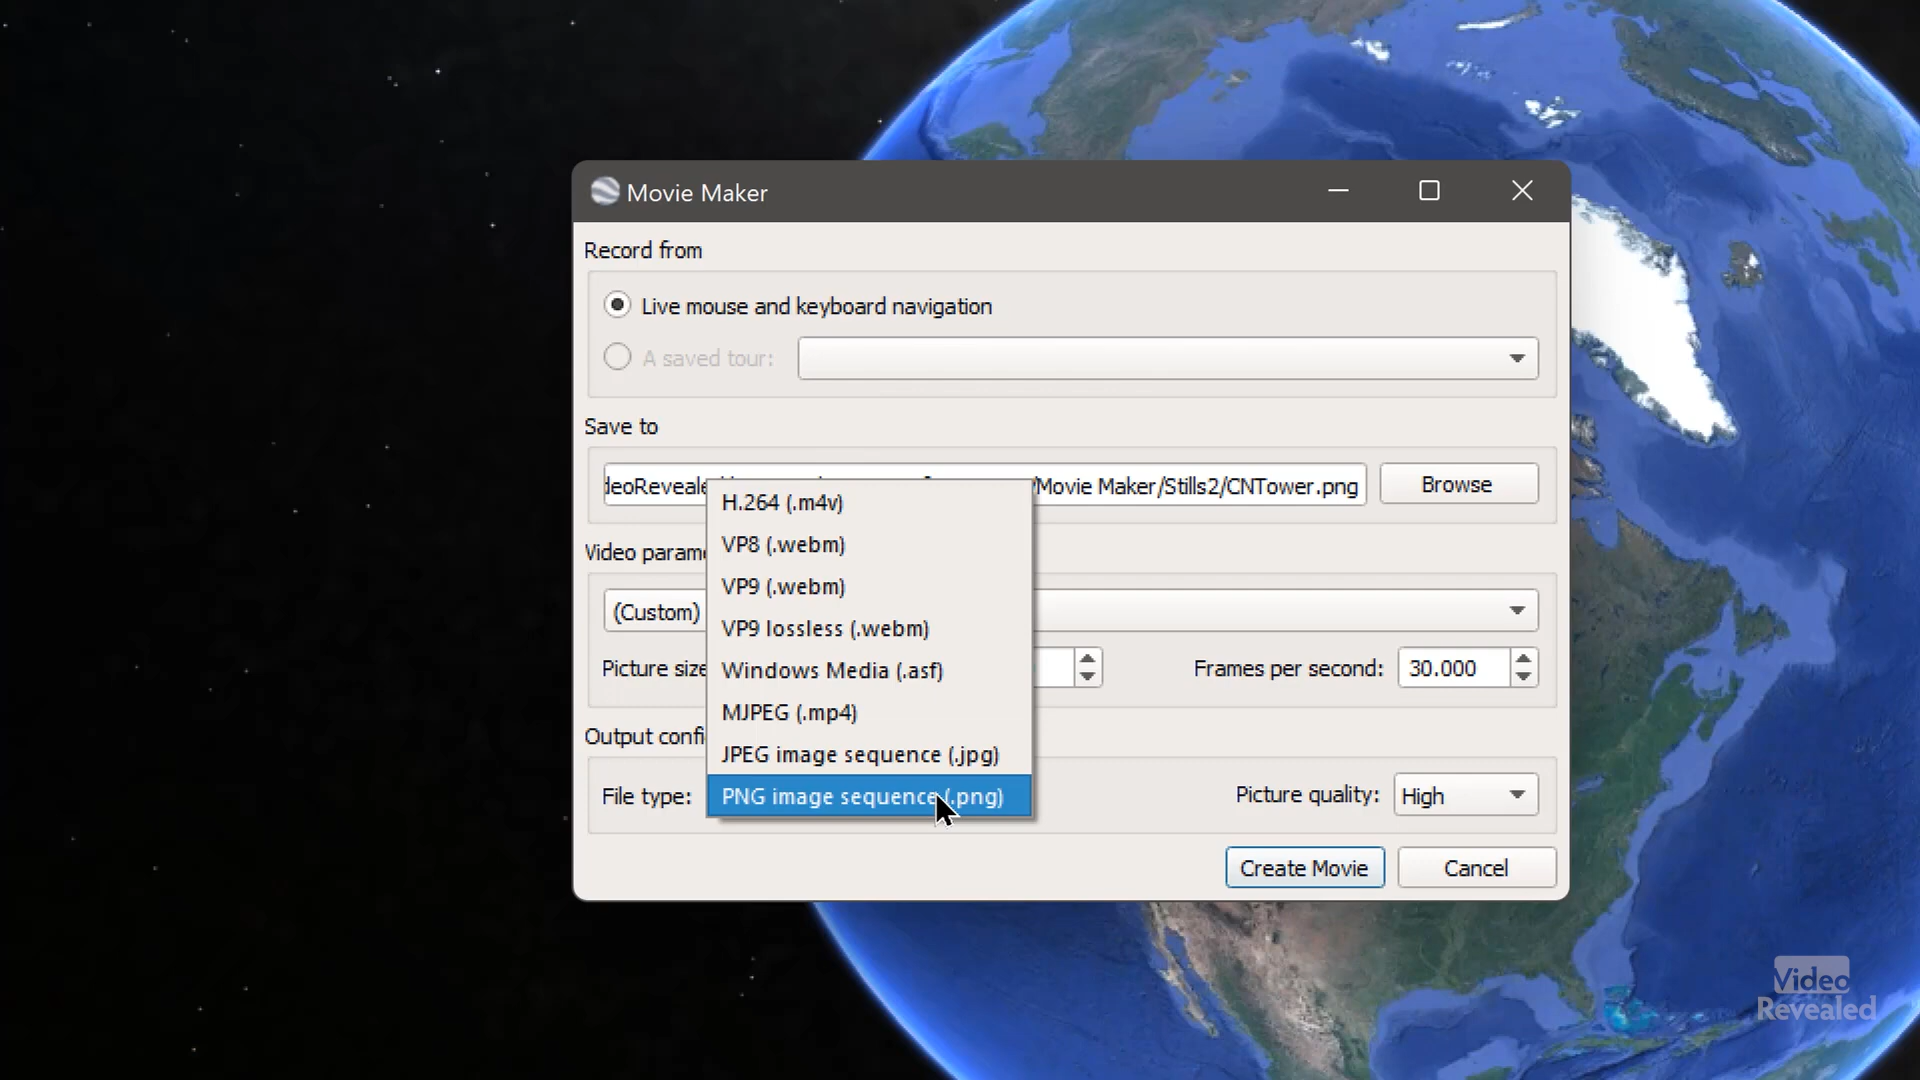 Movie Maker
Record from
Live mouse and keyboard navigation
A saved tour:
Save to
Movie Maker/Stills2/CNTower.png
Browse
H.264 (.m4v)
VP8 (.webm)
VP9 (.webm)
VP9 lossless (.webm)
Windows Media (.asf)
MJPEG (.mp4)
JPEG image sequence (.jpg)
PNG image sequence (.png)
Video
(Custom)
Picture size
Frames per second: 30.000
Output
File type:
Picture quality: High
Create Movie
Cancel
Video
Revealed